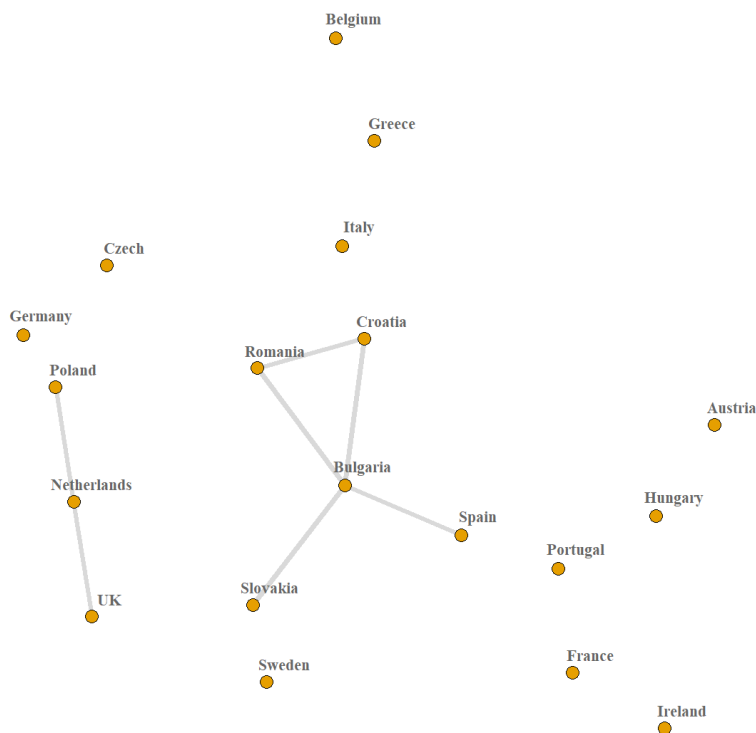 Belgium
Greece
Italy
Czech
Germany
Croatia
Romania
Poland
Austria
Bulgaria
Netherlands
Hungary
Spain
Portugal
Slovakia
UK
France
Sweden
Ireland